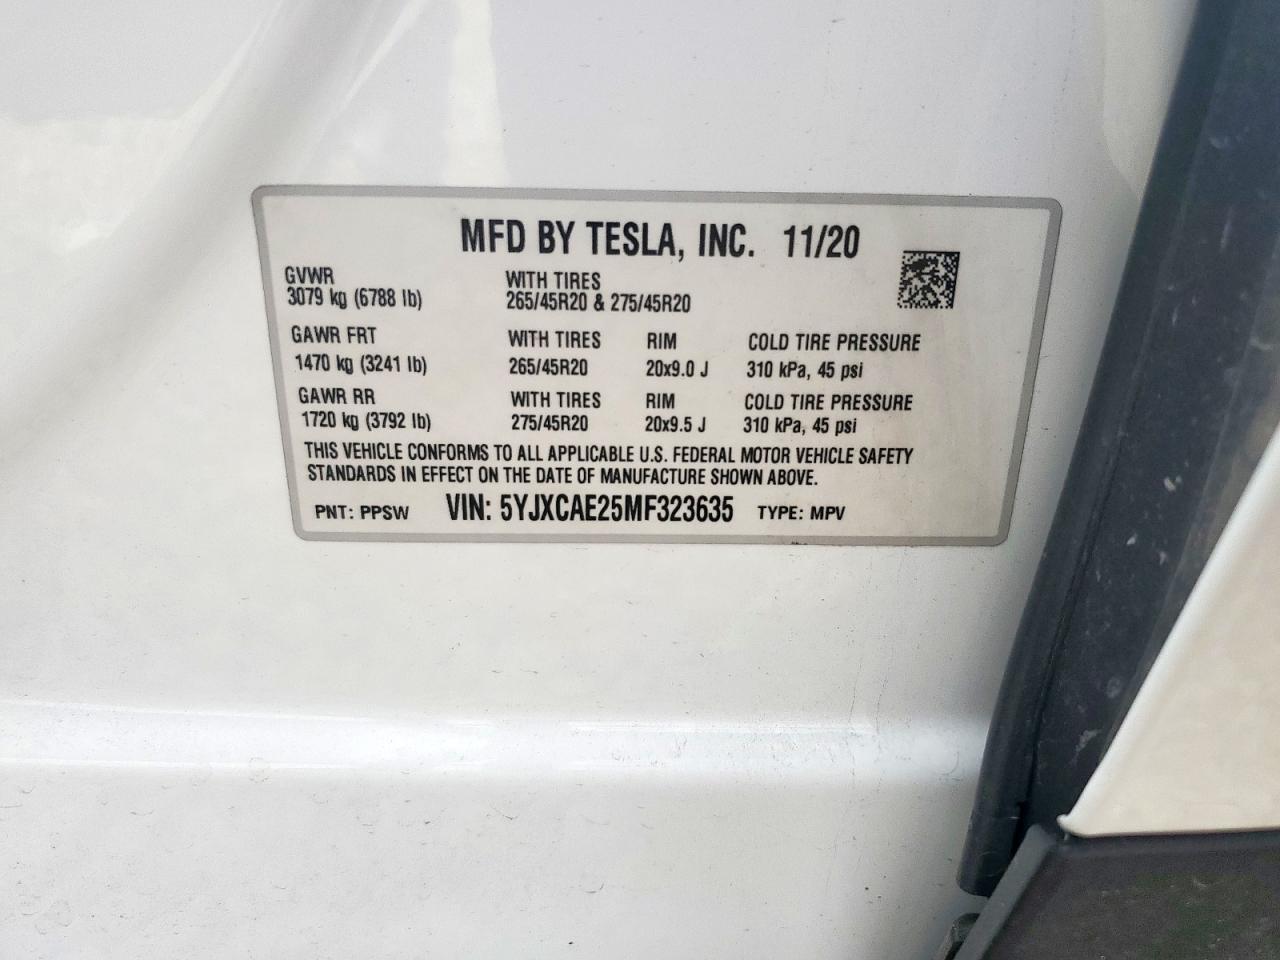 MFD BY TESLA, INC. 11/20
GVWR WITH TIRES
3079 kg (6788 lb) 265/45R20 & 275/45R20
GAWR FRT WITH TIRES RIM COLD TIRE PRESSURE
1470 kg (3241 lb) 265/45R20 20x9.0 J 310 kPa, 45 psi
GAWR RR WITH TIRES RIM COLD TIRE PRESSURE
1720 kg (3792 lb) 275/45R20 20x9.5 J 310 kPa, 45 psi
THIS VEHICLE CONFORMS TO ALL APPLICABLE U.S. FEDERAL MOTOR VEHICLE SAFETY
STANDARDS IN EFFECT ON THE DATE OF MANUFACTURE SHOWN ABOVE.
PNT: PPSW VIN: 5YJXCAE25MF323635 TYPE: MPV